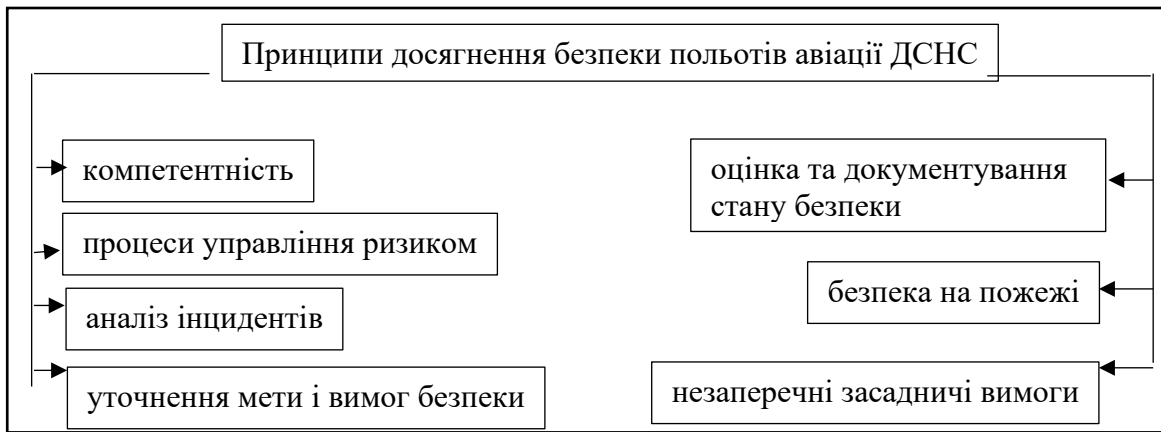 Принципи досягнення безпеки польотів авіації ДСНС
компетентність
процеси управління ризиком
аналіз інцидентів
уточнення мети і вимог безпеки
оцінка та документування
стану безпеки
безпека на пожежі
незаперечні засадничі вимоги